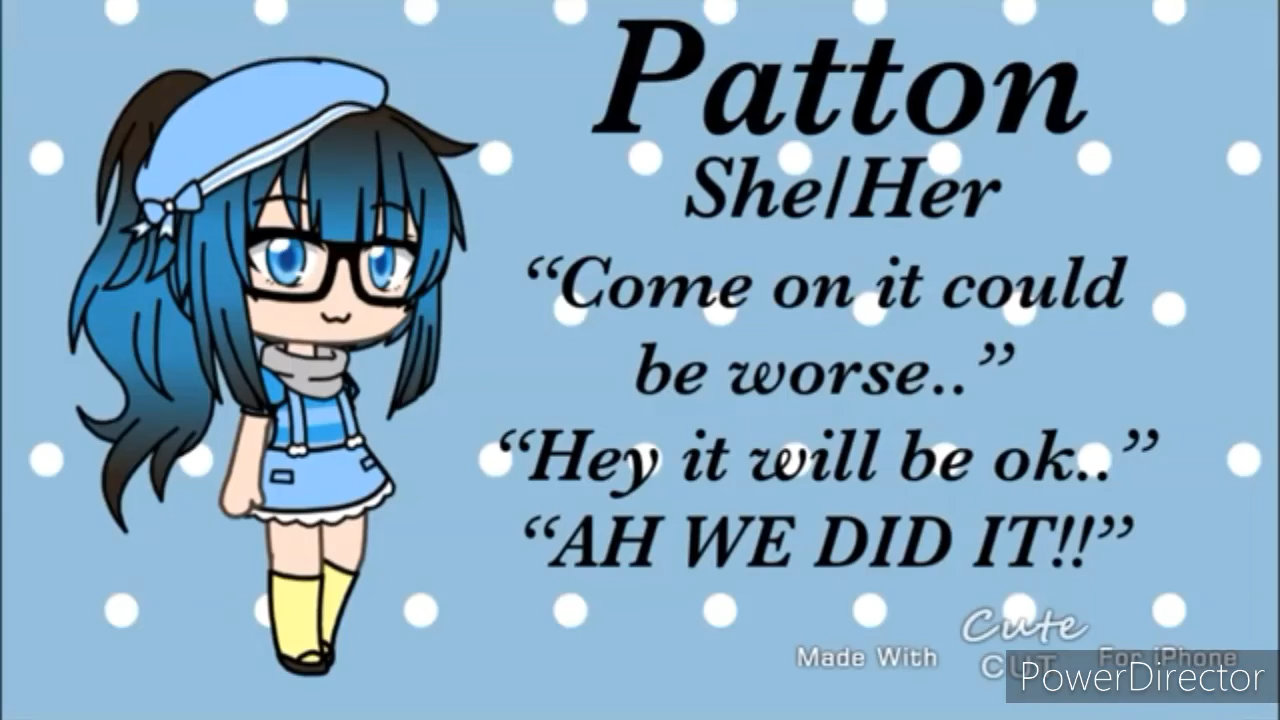 Patton
She/Her
“Come on it could
be worse..”
“Hey it will be ok..”
“AH WE DID IT!!”
Cute
Made With CUT For iPhone
PowerDirector